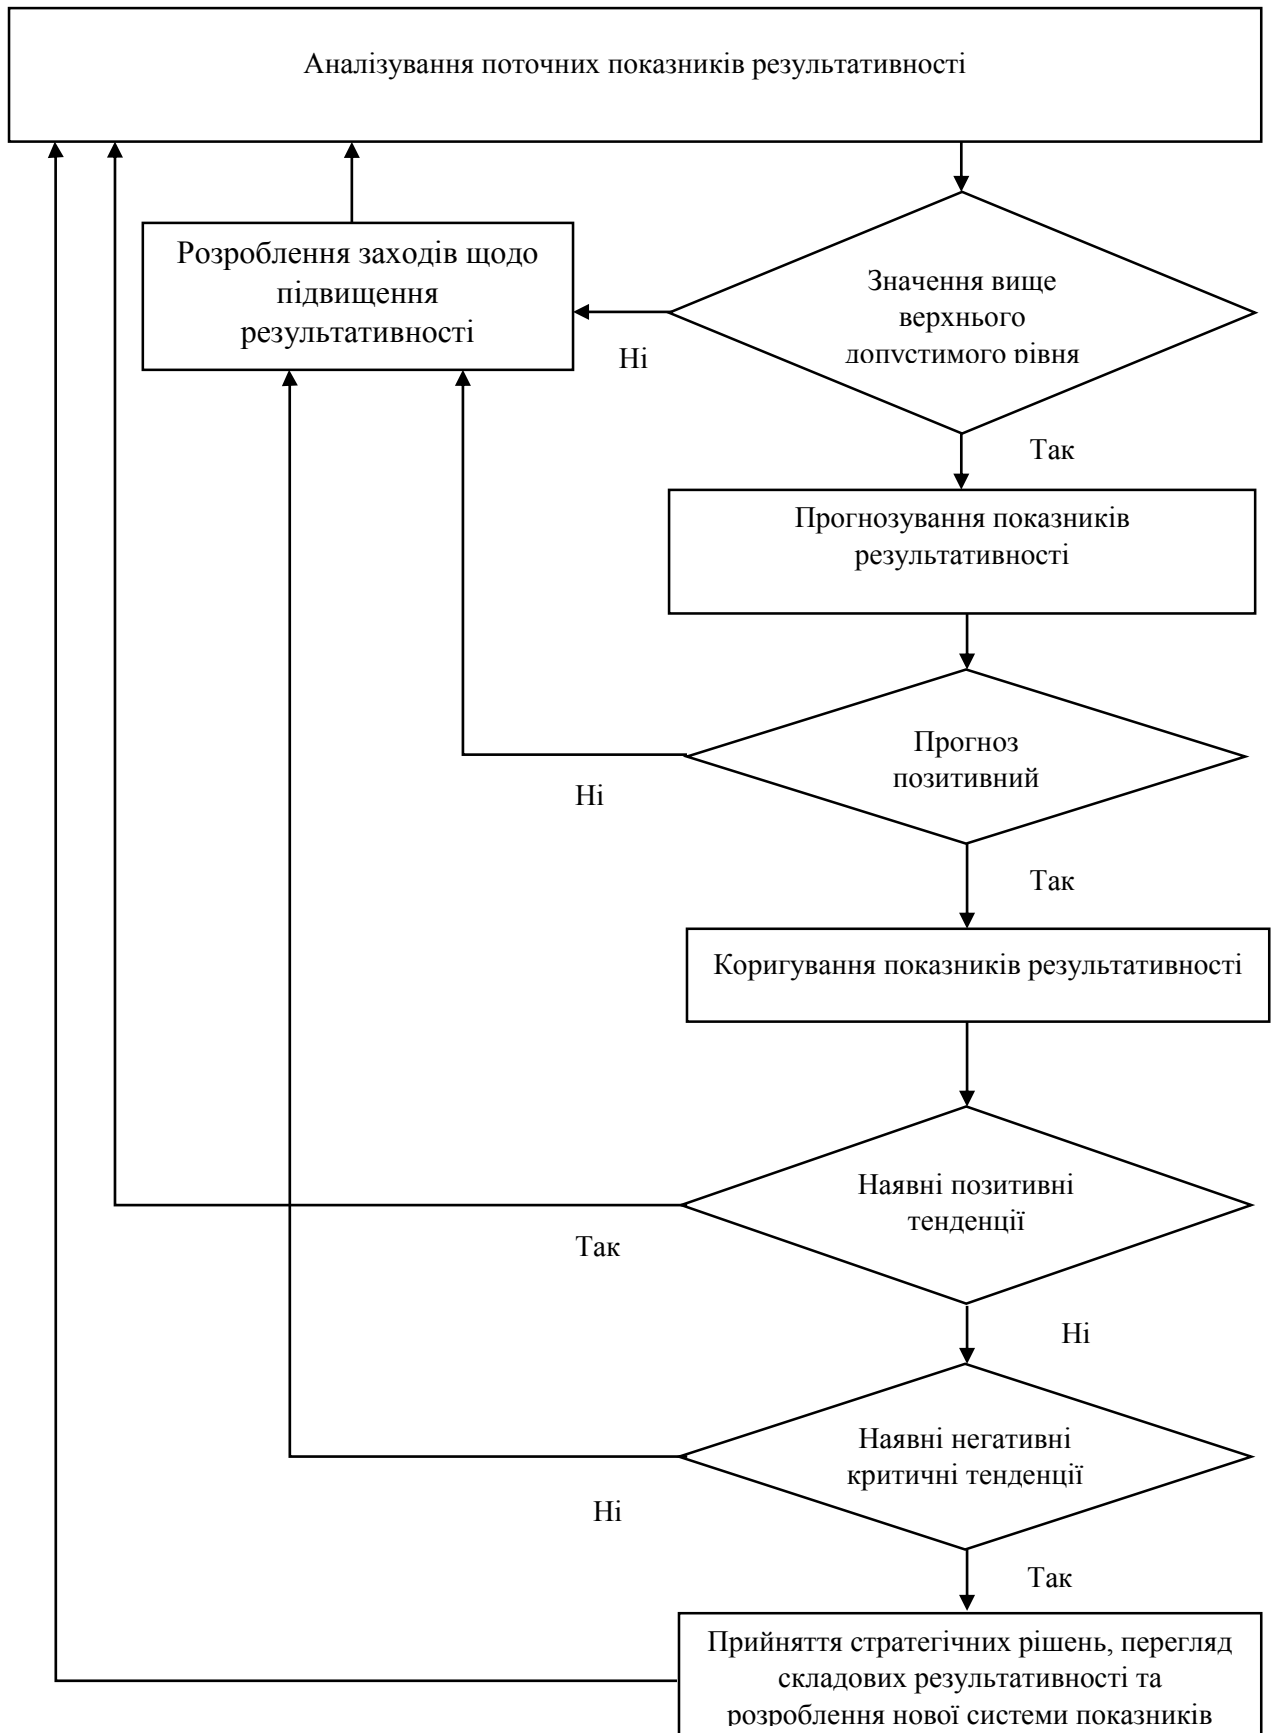 Аналізування поточних показників результативності
Розроблення заходів щодо
підвищення
результативності
Значення вище
верхнього
допустимого рівня
Ні
Так
Прогнозування показників
результативності
Прогноз
позитивний
Ні
Так
Коригування показників результативності
Наявні позитивні
тенденції
Так
Ні
Наявні негативні
критичні тенденції
Ні
Так
Прийняття стратегічних рішень, перегляд
складових результативності та
розроблення нової системи показників